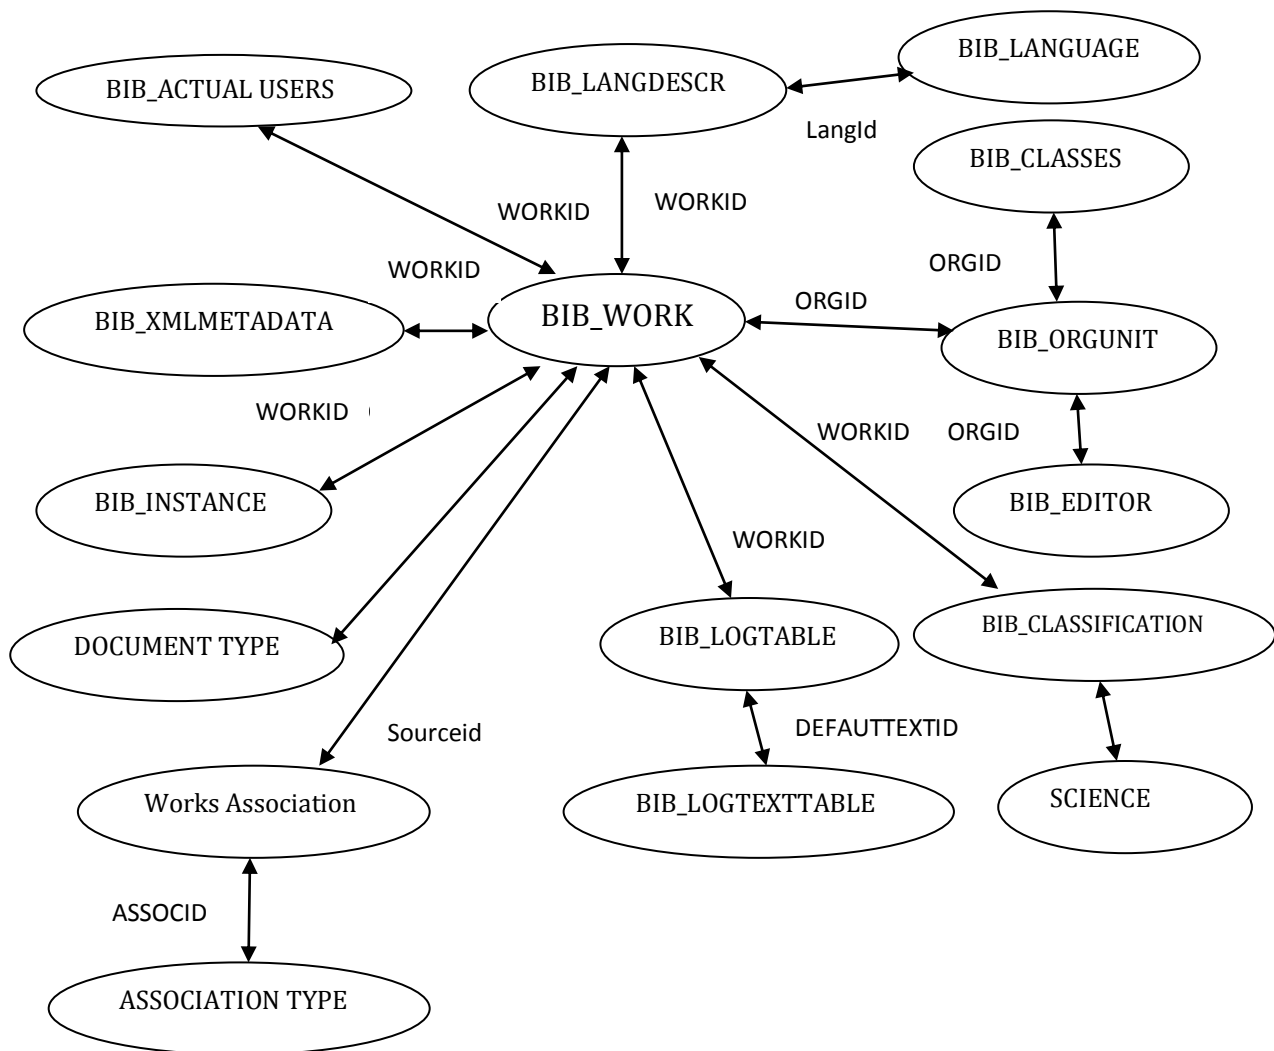 BIB_LANGUAGE
BIB_ACTUAL USERS
BIB_LANGDESCR
LangId
BIB_CLASSES
WORKID
WORKID
WORKID
ORGID
ORGID
BIB_XMLMETADATA
BIB_WORK
BIB_ORGUNIT
WORKID
WORKID
ORGID
BIB_INSTANCE
BIB_EDITOR
WORKID
DOCUMENT TYPE
BIB_LOGTABLE
BIB_CLASSIFICATION
Sourceid
DEFAUTTEXTID
Works Association
BIB_LOGTEXTTABLE
SCIENCE
ASSOCID
ASSOCIATION TYPE